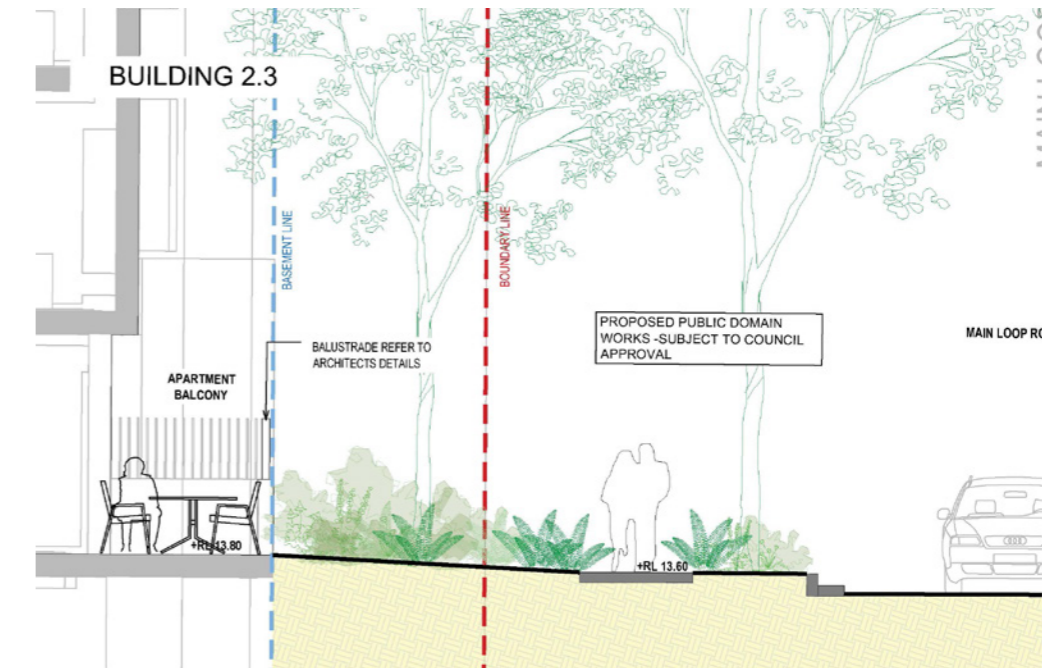 BUILDING 2.3
BASEMENT LINE
BOUNDARY LINE
PROPOSED PUBLIC DOMAIN
WORKS -SUBJECT TO COUNCIL
APPROVAL
MAIN LOOP RO
BALUSTRADE REFER TO
ARCHITECTS DETAILS
APARTMENT
BALCONY
+RL 13.80
+RL 13.60